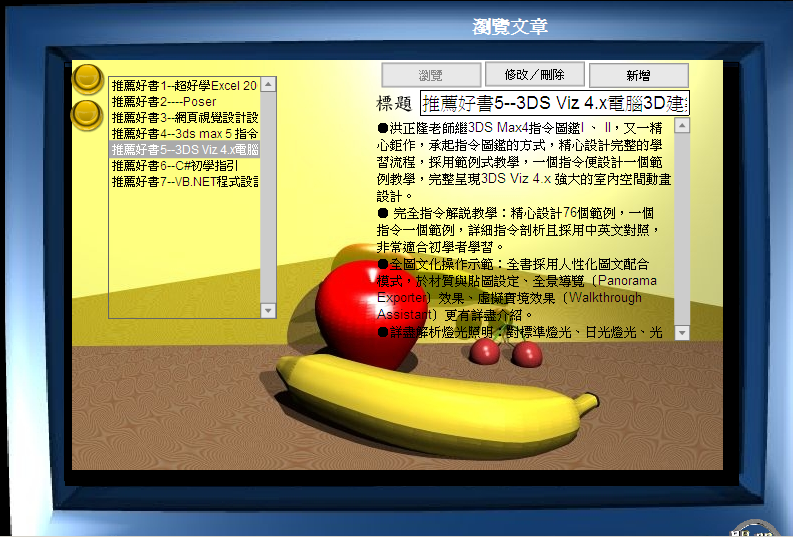 瀏覽文章
瀏覽
修改／刪除
新增
推薦好書1--超好學Excel 20
推薦好書2----Poser
推薦好書3--網頁視覺設計設
推薦好書4--3ds max 5 指令
推薦好書5--3DS Viz 4.x電腦
推薦好書6--C#初學指引
推薦好書7--VB.NET程式設計
標題
推薦好書5--3DS Viz 4.x電腦3D建
●洪正隆老師繼3DS Max4指令圖鑑I 、 II，又一精
心鉅作，承起指令圖鑑的方式，精心設計完整的學
習流程，採用範例式教學，一個指令便設計一個範
例教學，完整呈現3DS Viz 4.x 強大的室內空間動畫
設計。
● 完全指令解說教學：精心設計76個範例，一個
指令一個範例，詳細指令剖析且採用中英文對照，
非常適合初學者學習。
●全圖文化操作示範：全書採用人性化圖文配合
模式，於材質與貼圖設定、全景導覽〔Panorama
Exporter〕效果、虛擬實境效果〔Walkthrough
Assistant〕更有詳盡介紹。
●詳盡解析燈光照明：對標準燈光、日光燈光、光